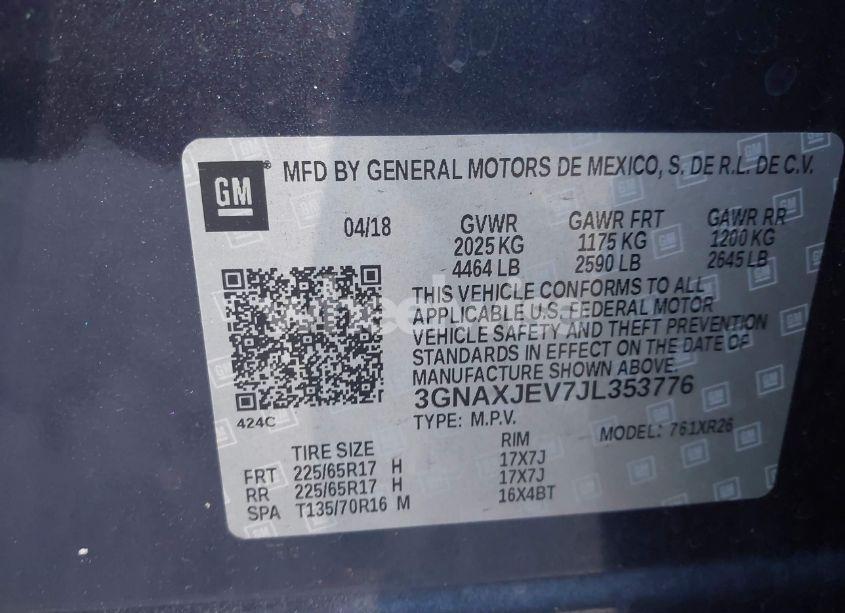 GM® MFD BY GENERAL MOTORS DE MEXICO, S. DE R.L. DE C.V.
04/18 GVWR GAWR FRT GAWR RR
2025 KG 1175 KG 1200 KG
4464 LB 2590 LB 2645 LB
THIS VEHICLE CONFORMS TO ALL
APPLICABLE U.S. FEDERAL MOTOR
VEHICLE SAFETY AND THEFT PREVENTION
STANDARDS IN EFFECT ON THE DATE OF
MANUFACTURE SHOWN ABOVE.
3GNAXJEV7JL353776
424C TYPE: M.P.V. MODEL: 761XR26
TIRE SIZE RIM
FRT 225/65R17 H 17X7J
RR 225/65R17 H 17X7J
SPA T135/70R16 M 16X4BT